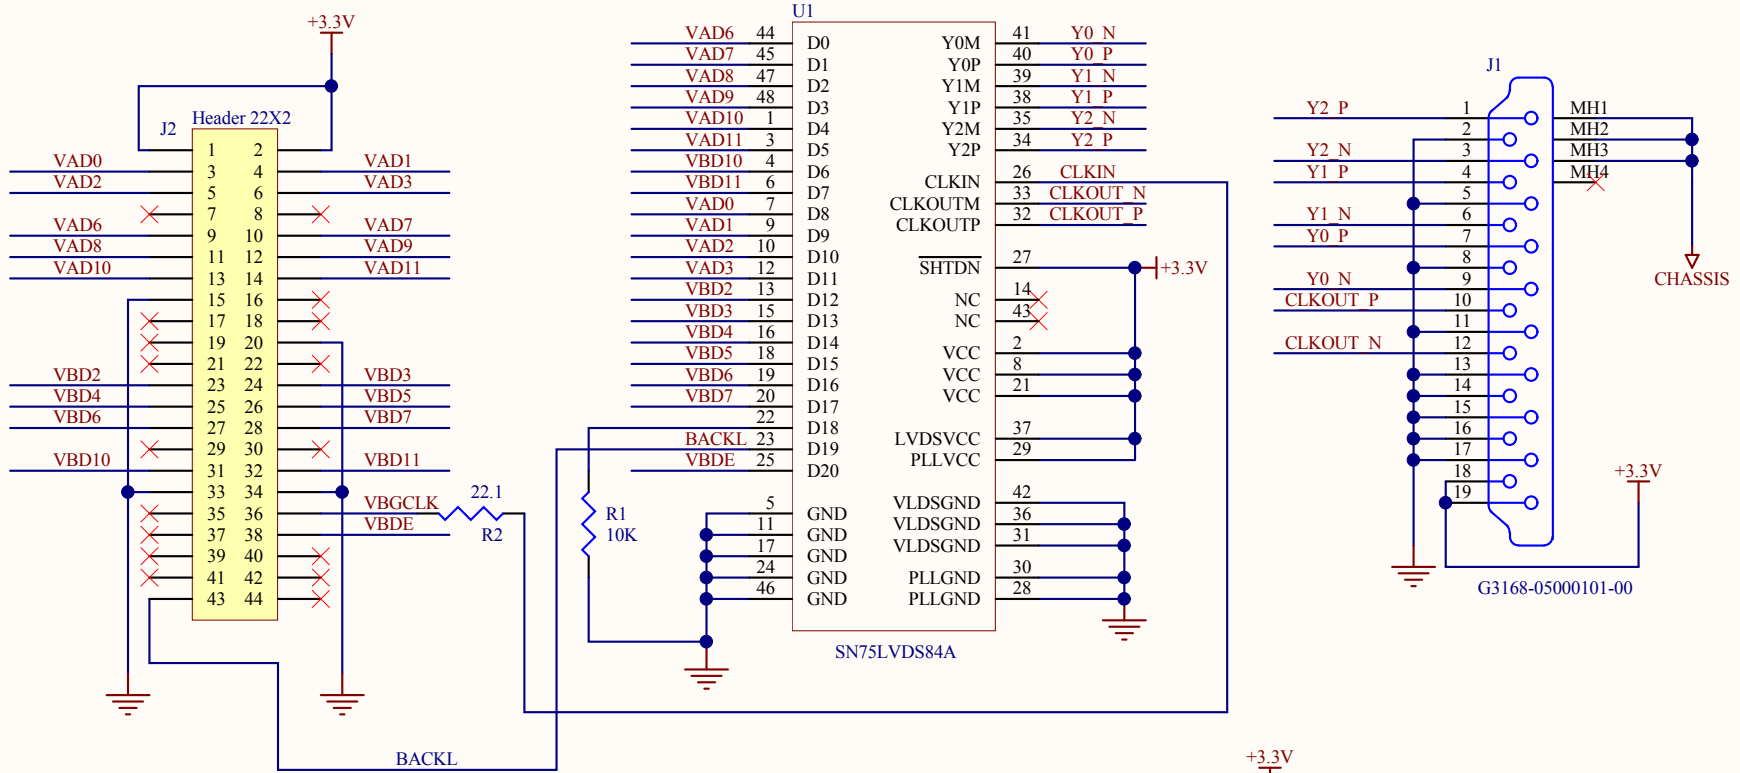 +3.3V
Header 22X2
J2
1 2
VAD0 3 4 VAD1
VAD2 5 6 VAD3
7 8
VAD6 9 10 VAD7
VAD8 11 12 VAD9
VAD10 13 14 VAD11
15 16
17 18
19 20
21 22
VBD2 23 24 VBD3
VBD4 25 26 VBD5
VBD6 27 28 VBD7
29 30
VBD10 31 32 VBD11
33 34
35 36 VBGCLK
37 38 VBDE
39 40
41 42
43 44
22.1
R2
BACKL
U1
VAD6 44 D0
VAD7 45 D1
VAD8 47 D2
VAD9 48 D3
VAD10 1 D4
VAD11 3 D5
VBD10 4 D6
VBD11 6 D7
VAD0 7 D8
VAD1 9 D9
VAD2 10 D10
VAD3 12 D11
VBD2 13 D12
VBD3 15 D13
VBD4 16 D14
VBD5 18 D15
VBD6 19 D16
VBD7 20 D17
22 D18
BACKL 23 D19
VBDE 25 D20
R1
10K
5 GND
11 GND
17 GND
24 GND
46 GND
Y0M 41 Y0_N
Y0P 40 Y0_P
Y1M 39 Y1_N
Y1P 38 Y1_P
Y2M 35 Y2_N
Y2P 34 Y2_P
CLKIN 26 CLKIN
CLKOUTM 33 CLKOUT_N
CLKOUTP 32 CLKOUT_P
SHTDN 27 +3.3V
NC 14
NC 43
VCC 2
VCC 8
VCC 21
LVDSVCC 37
PLLVCC 29
VLDSGND 42
VLDSGND 36
VLDSGND 31
PLLGND 30
PLLGND 28
SN75LVDS84A
J1
Y2_P 1 MH1
2 MH2
Y2_N 3 MH3
Y1_P 4 MH4
5
Y1_N 6
Y0_P 7
8
Y0_N 9
CLKOUT_P 10
11
CLKOUT_N 12
13
14
15
16
17
18
19
CHASSIS
+3.3V
G3168-05000101-00
+3.3V